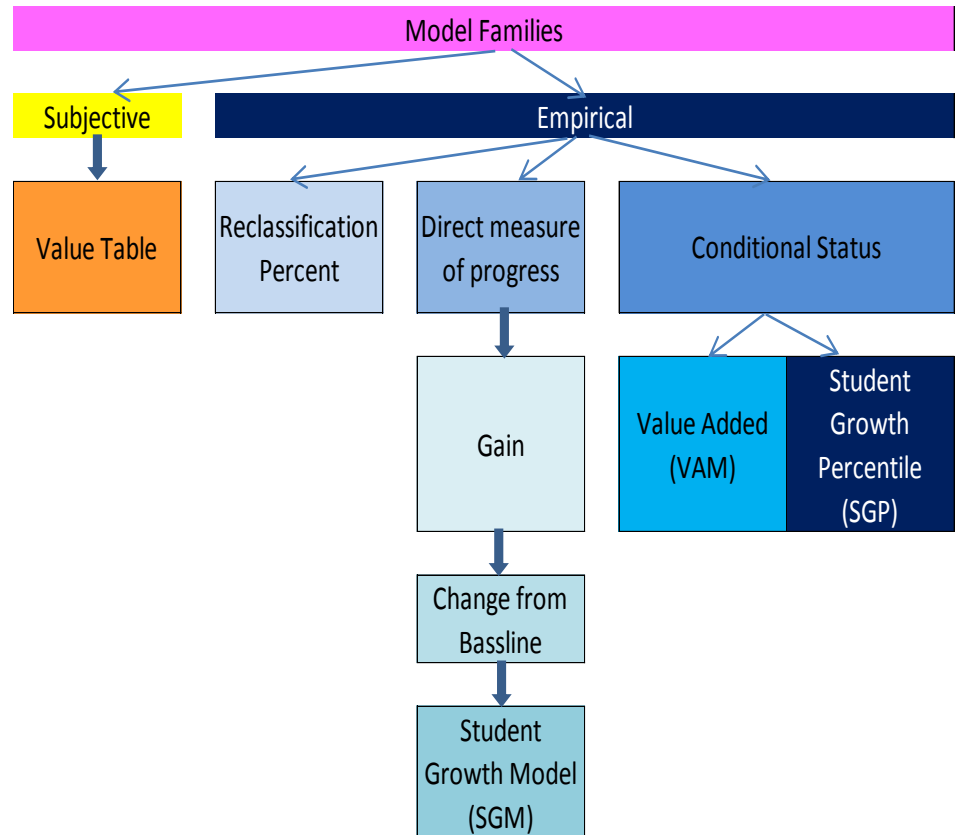 Model Families
Subjective
Empirical
Value Table
Reclassification
Percent
Direct measure
of progress
Conditional Status
Gain
Value Added
(VAM)
Student
Growth
Percentile
(SGP)
Change from
Bassline
Student
Growth Model
(SGM)